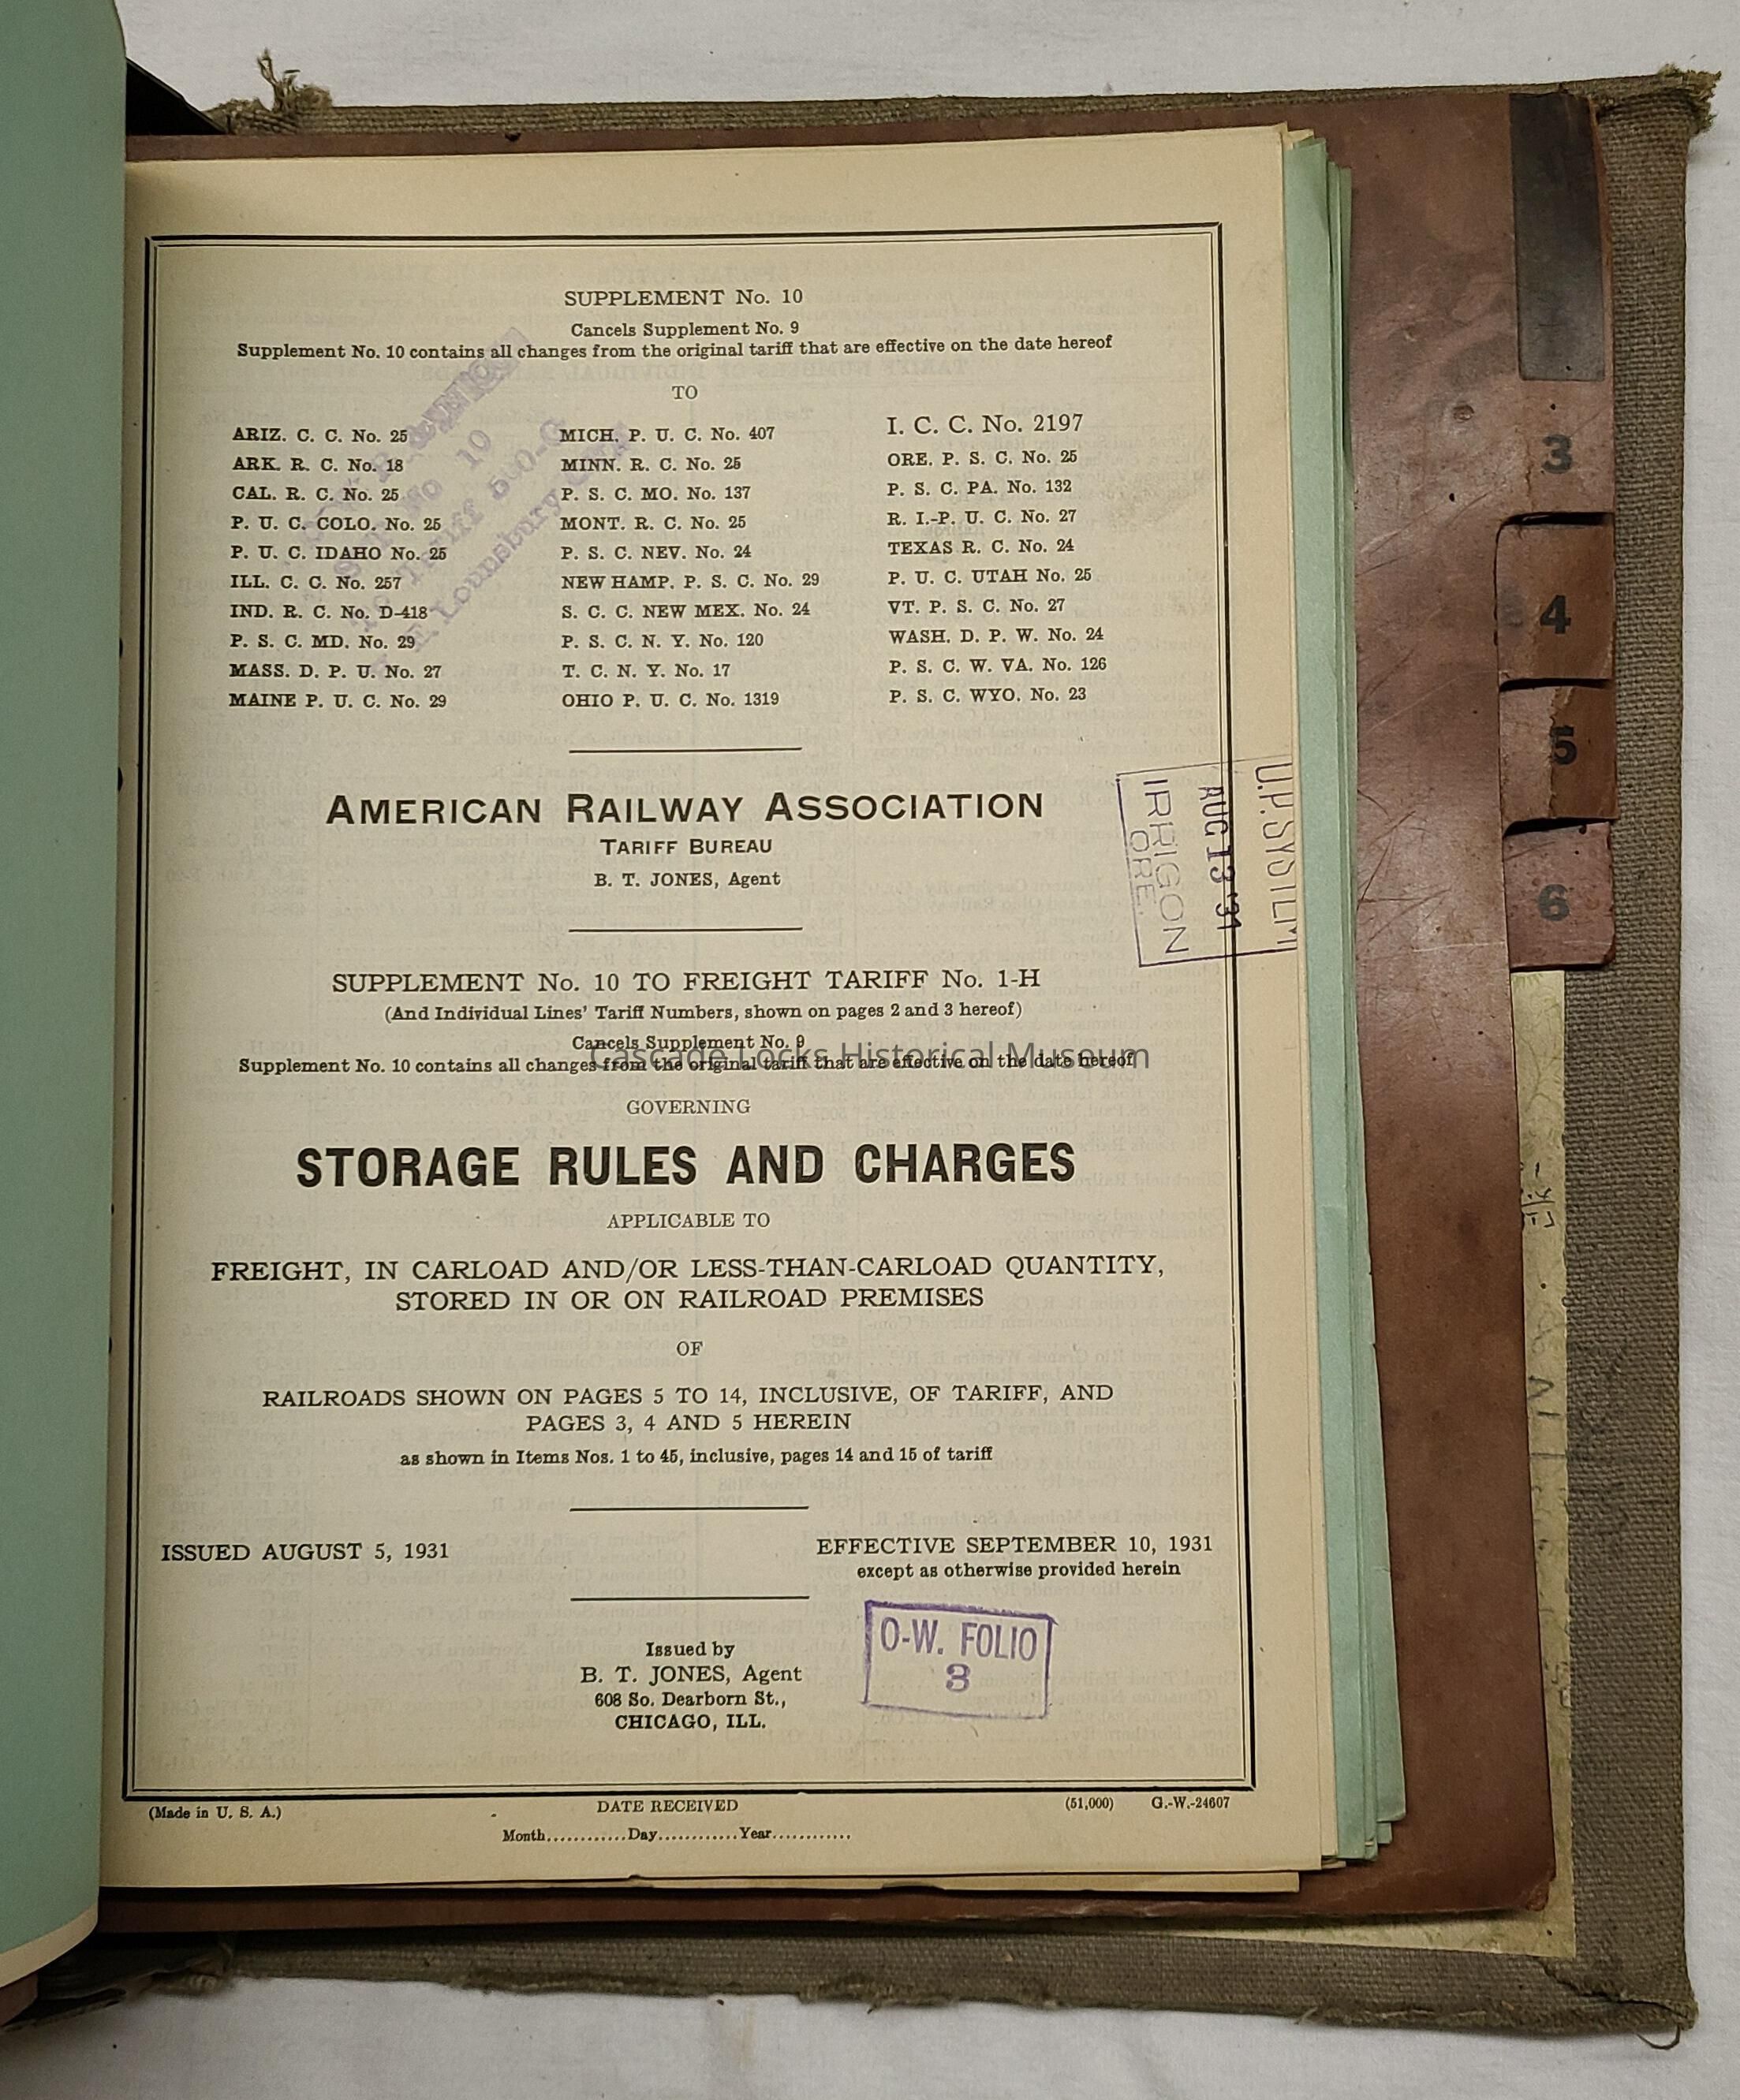 SUPPLEMENT No. 10
Cancels Supplement No. 9
Supplement No. 10 contains all changes from the original tariff that are effective on the date hereof
TO
ARIZ. C. C. No. 25
ARK. R. C. No. 18
CAL. R. C. No. 25
P. U. C. COLO. No. 25
P. U. C. IDAHO No. 25
ILL. C. C. No. 257
IND. R. C. No. D-418
P. S. C. MD. No. 29
MASS. D. P. U. No. 27
MAINE P. U. C. No. 29
MICH. P. U. C. No. 407
MINN. R. C. No. 25
P. S. C. MO. No. 137
MONT. R. C. No. 25
P. S. C. NEV. No. 24
NEW HAMP. P. S. C. No. 29
S. C. C. NEW MEX. No. 24
P. S. C. N. Y. No. 120
T. C. N. Y. No. 17
OHIO P. U. C. No. 1319
I. C. C. No. 2197
ORE. P. S. C. No. 25
P. S. C. PA. No. 132
R. I.-P. U. C. No. 27
TEXAS R. C. No. 24
P. U. C. UTAH No. 25
VT. P. S. C. No. 27
WASH. D. P. W. No. 24
P. S. C. W. VA. No. 126
P. S. C. WYO. No. 23
No 10
Tariff
Lounsbury
AMERICAN RAILWAY ASSOCIATION
TARIFF BUREAU
B. T. JONES, Agent
U.P. SYSTEM
AUG 13 '31
IRRIGON
ORE.
SUPPLEMENT No. 10 TO FREIGHT TARIFF No. 1-H
(And Individual Lines' Tariff Numbers, shown on pages 2 and 3 hereof)
Cancels Supplement No. 9
Supplement No. 10 contains all changes from the original tariff that are effective on the date hereof
Cascade Locks Historical Museum
GOVERNING
STORAGE RULES AND CHARGES
APPLICABLE TO
FREIGHT, IN CARLOAD AND/OR LESS-THAN-CARLOAD QUANTITY,
STORED IN OR ON RAILROAD PREMISES
OF
RAILROADS SHOWN ON PAGES 5 TO 14, INCLUSIVE, OF TARIFF, AND
PAGES 3, 4 AND 5 HEREIN
as shown in Items Nos. 1 to 45, inclusive, pages 14 and 15 of tariff
ISSUED AUGUST 5, 1931
EFFECTIVE SEPTEMBER 10, 1931
except as otherwise provided herein
Issued by
B. T. JONES, Agent
608 So. Dearborn St.,
CHICAGO, ILL.
O-W. FOLIO
3
(Made in U. S. A.)
DATE RECEIVED
(51,000) G.-W.-24607
Month............Day............Year............
3
4
5
6